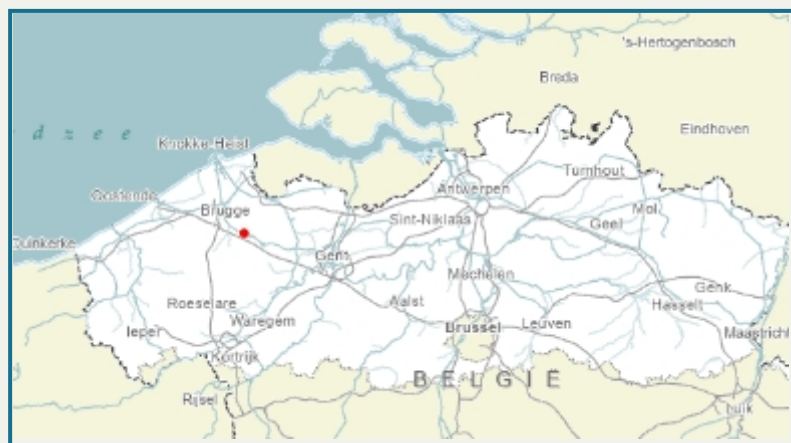 's-Hertogenbosch
Breda
Eindhoven
d z e e
Knokke-Heist
Turnhout
Antwerpen
Oostende
Brugge
Mol
Sint-Niklaas
Geel
Duinkerke
Gent
Mechelen
Genk
Roeselare
Aalst
Hasselt
Waregem
Ieper
Brussel
Leuven
Maastricht
Kortrijk
BELGIË
Rijsel
Luik